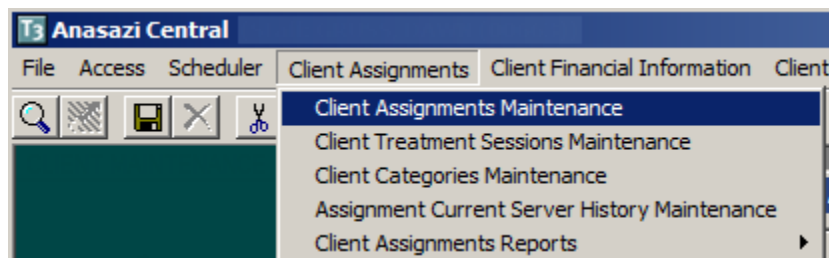 T3 Anasazi Central
File Access Scheduler Client Assignments Client Financial Information Client
Client Assignments Maintenance
Client Treatment Sessions Maintenance
Client Categories Maintenance
Assignment Current Server History Maintenance
Client Assignments Reports